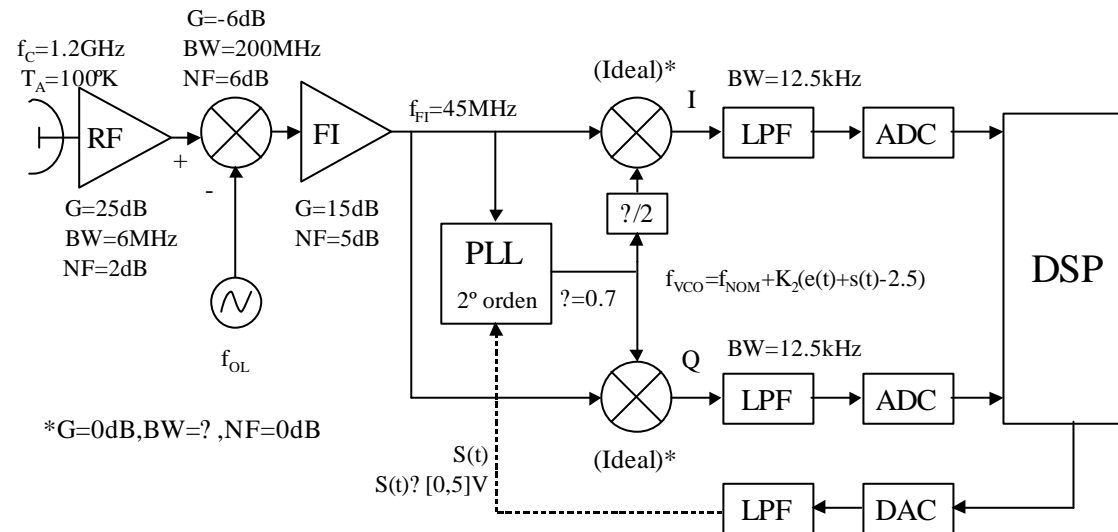 G=-6dB
BW=200MHz
NF=6dB
f_C=1.2GHz
T_A=100ºK
RF
+
-
FI
f_FI=45MHz
(Ideal)*
I
BW=12.5kHz
LPF
ADC
G=25dB
BW=6MHz
NF=2dB
G=15dB
NF=5dB
?/2
PLL
2º orden
?=0.7
f_VCO=f_NOM+K_2(e(t)+s(t)-2.5)
DSP
f_OL
Q
BW=12.5kHz
LPF
ADC
*G=0dB,BW=? ,NF=0dB
(Ideal)*
S(t)
S(t)? [0,5]V
LPF
DAC